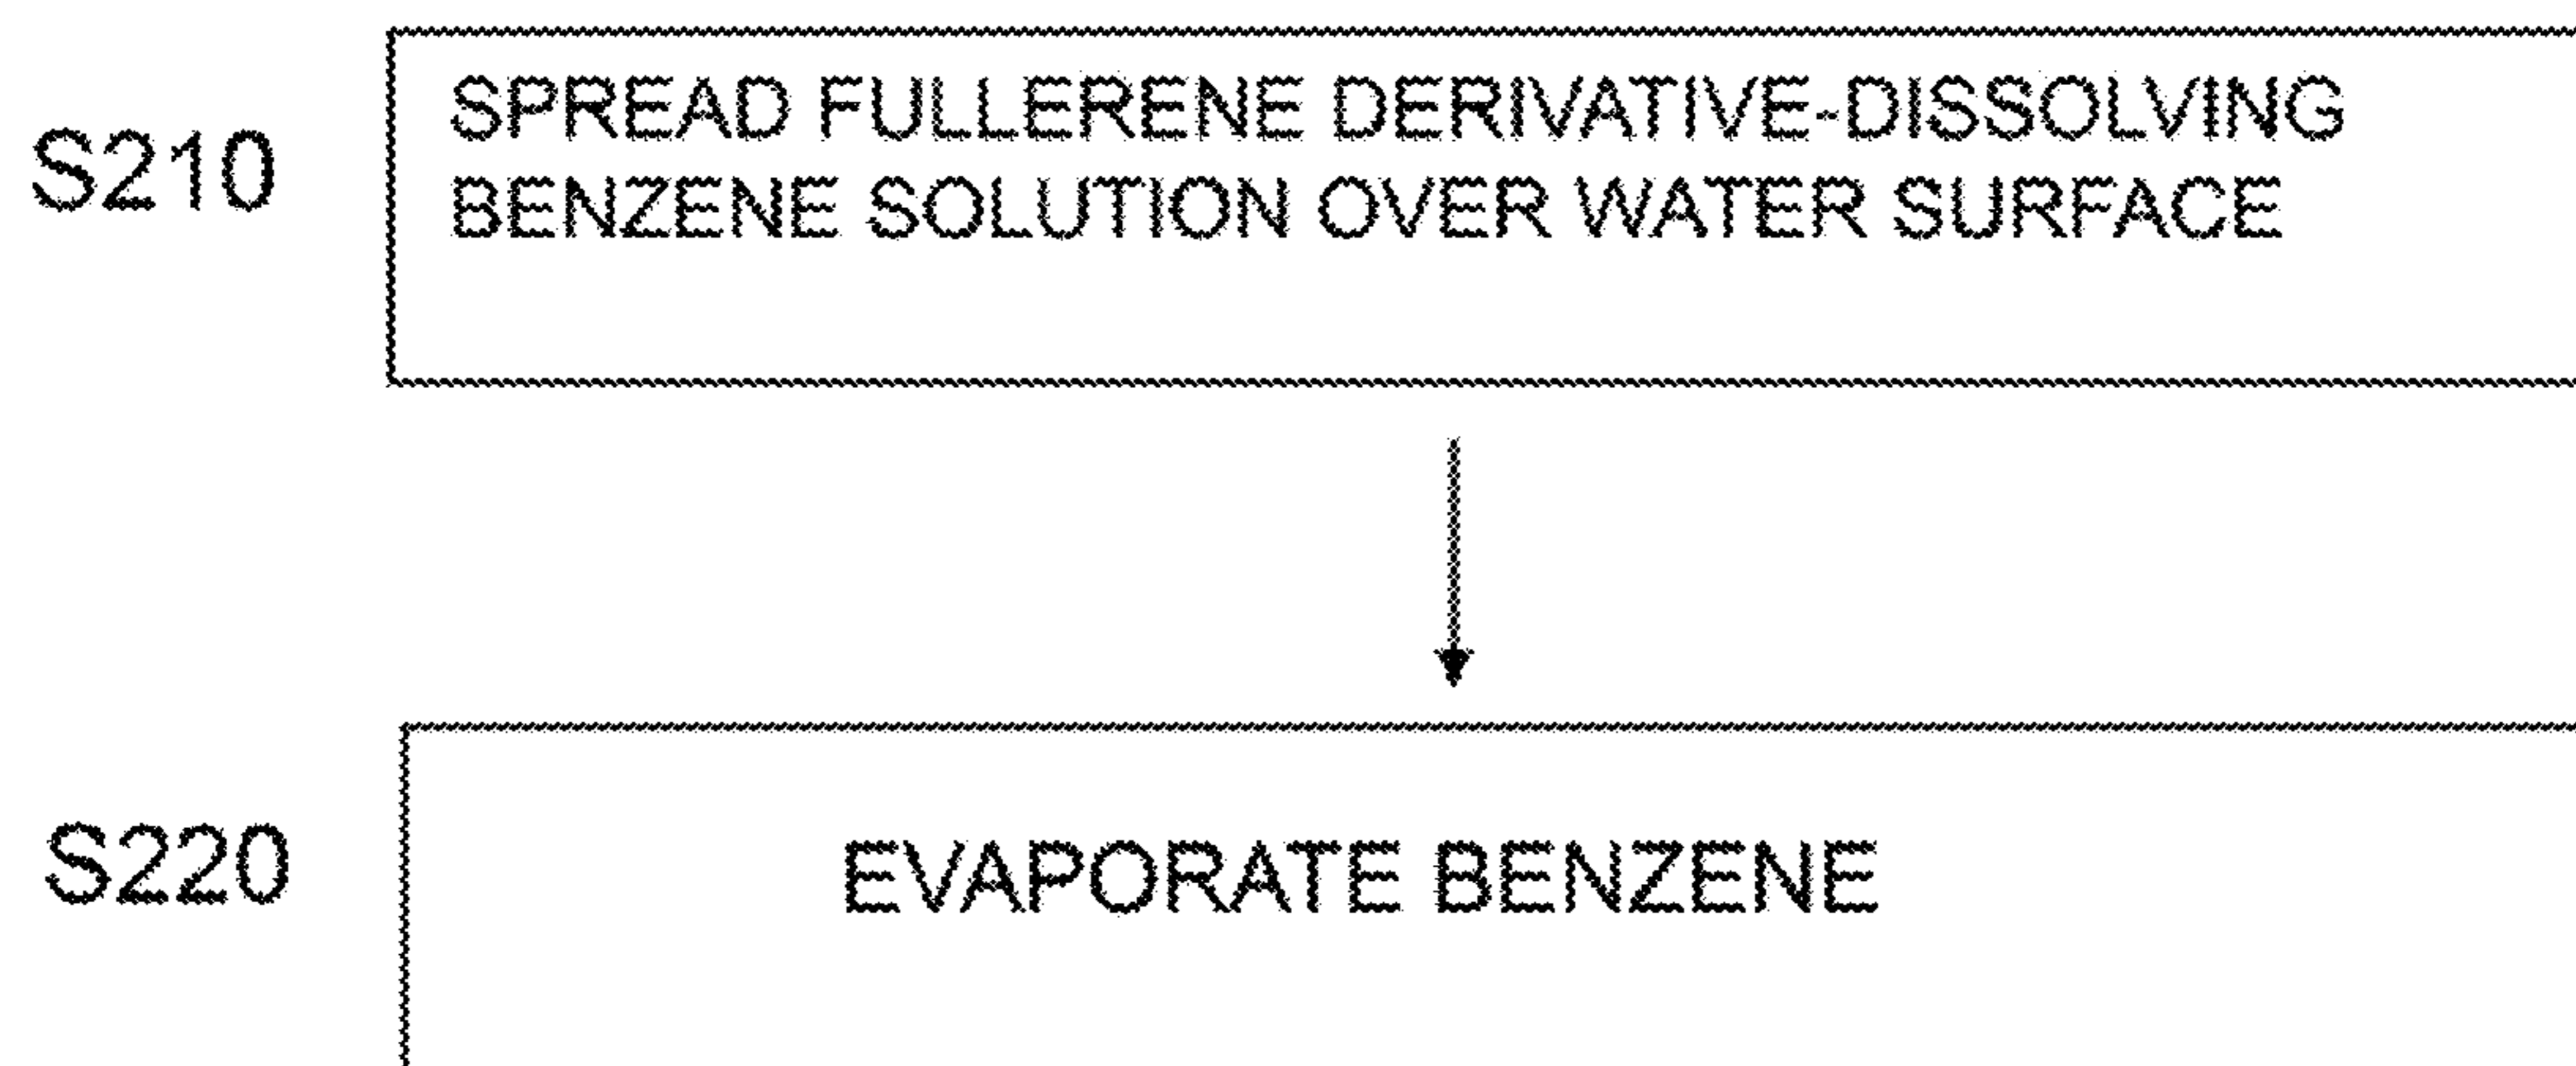 S210
SPREAD FULLERENE DERIVATIVE-DISSOLVING
BENZENE SOLUTION OVER WATER SURFACE
S220
EVAPORATE BENZENE